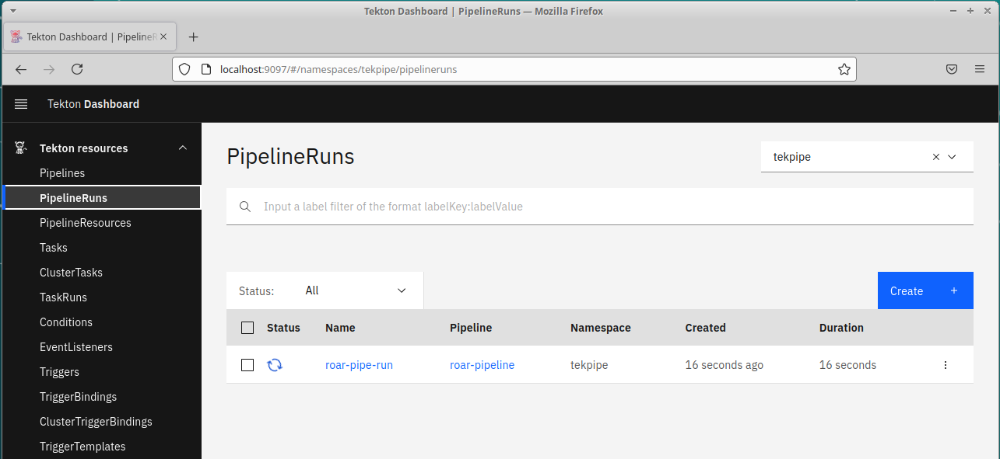 Tekton Dashboard | PipelineRuns — Mozilla Firefox
Tekton Dashboard | PipelineR
localhost:9097/#/namespaces/tekpipe/pipelineruns
Tekton Dashboard
Tekton resources
Pipelines
PipelineRuns
PipelineResources
Tasks
ClusterTasks
TaskRuns
Conditions
EventListeners
Triggers
TriggerBindings
ClusterTriggerBindings
TriggerTemplates
PipelineRuns
tekpipe
Input a label filter of the format labelKey:labelValue
Status: All
Create +
Status Name Pipeline Namespace Created Duration
roar-pipe-run roar-pipeline tekpipe 16 seconds ago 16 seconds